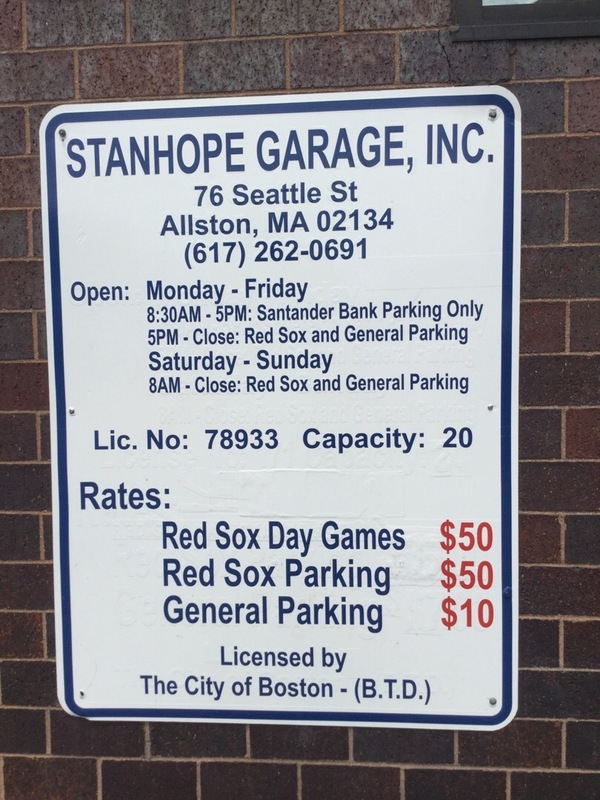 STANHOPE GARAGE, INC.
76 Seattle St
Allston, MA 02134
(617) 262-0691
Open: Monday - Friday
8:30AM - 5PM: Santander Bank Parking Only
5PM - Close: Red Sox and General Parking
Saturday - Sunday
8AM - Close: Red Sox and General Parking
Lic. No: 78933 Capacity: 20
Rates:
Red Sox Day Games $50
Red Sox Parking $50
General Parking $10
Licensed by
The City of Boston - (B.T.D.)